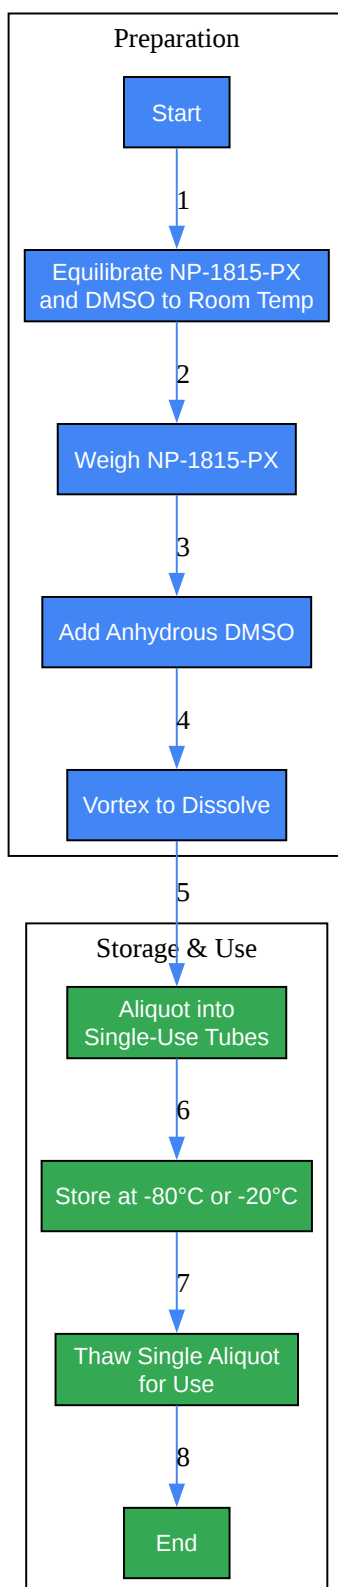 Preparation
Start
1
Equilibrate NP-1815-PX
and DMSO to Room Temp
2
Weigh NP-1815-PX
3
Add Anhydrous DMSO
4
Vortex to Dissolve
5
Storage & Use
Aliquot into
Single-Use Tubes
6
Store at -80°C or -20°C
7
Thaw Single Aliquot
for Use
8
End